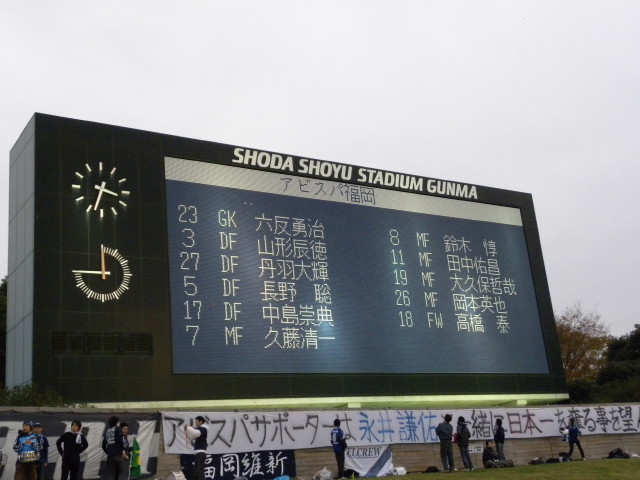 SHODA SHOYU STADIUM GUNMA
アビスパ福岡
23 GK 六反勇治
3 DF 山形辰徳
27 DF 丹羽大輝
5 DF 長野 聡
17 DF 中島崇典
7 MF 久藤清一
8 MF 鈴木 惇
11 MF 田中佑昌
19 MF 大久保哲哉
26 MF 岡本英也
18 FW 高橋 泰
アビスパサポーターは永井謙佑 一緒に日本一を奪る事を望ん
福岡維新